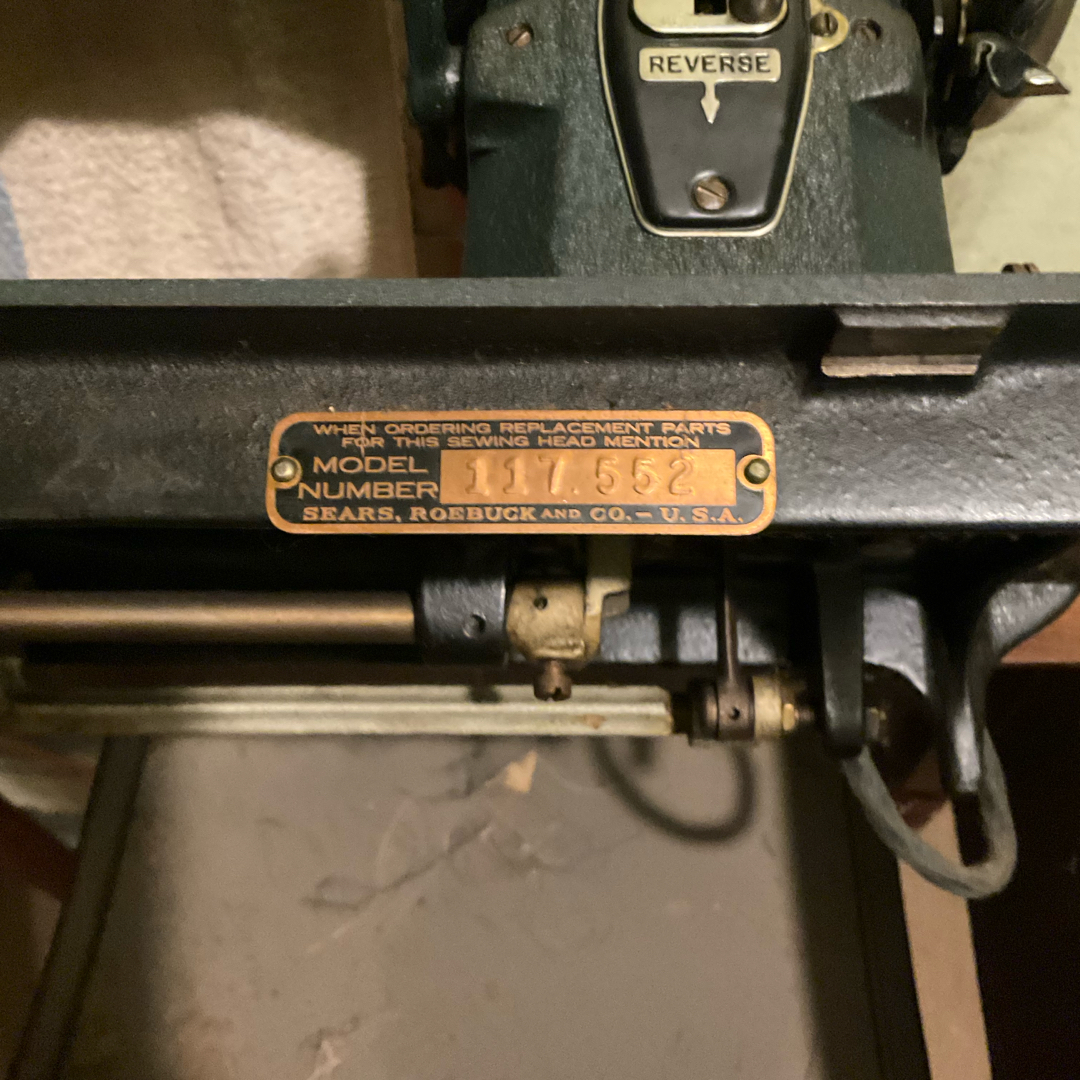 REVERSE
WHEN ORDERING REPLACEMENT PARTS
FOR THIS SEWING HEAD MENTION
MODEL
NUMBER 117.552
SEARS, ROEBUCK AND CO. – U.S.A.